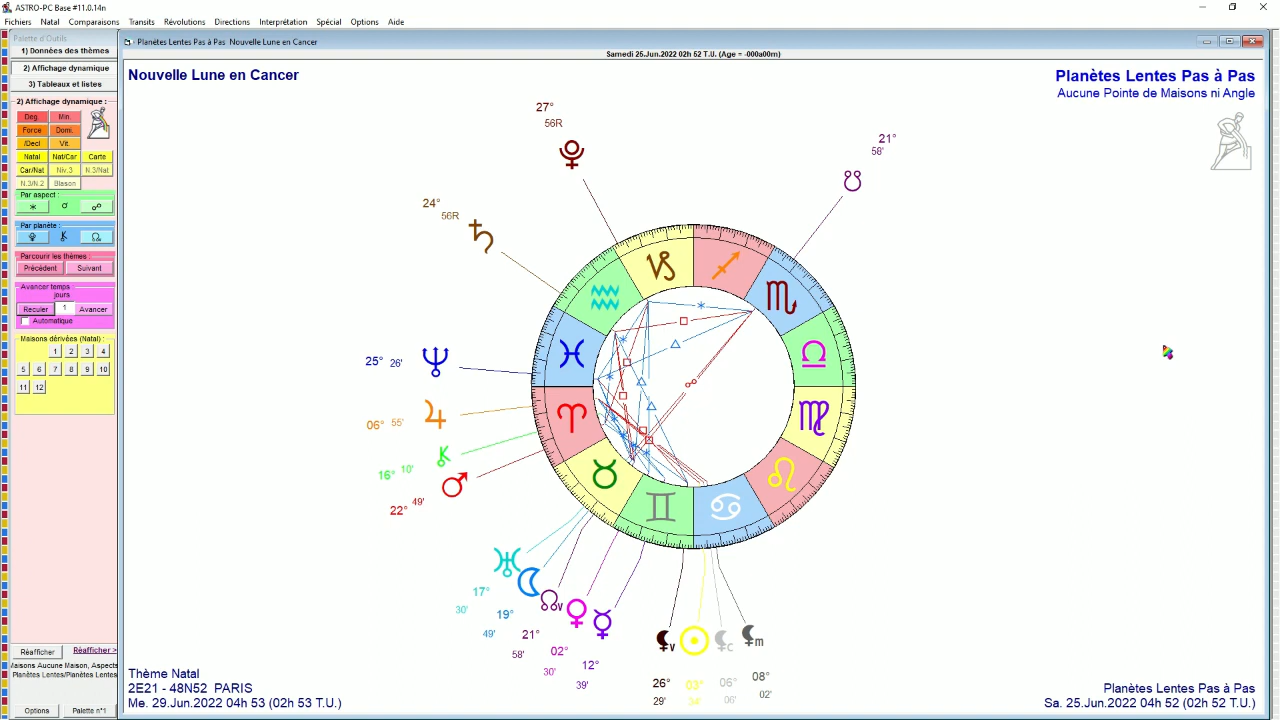 ASTRO-PC Base #11.0.14n
Fichiers Natal Comparaisons Transits Révolutions Directions Interprétation Spécial Options Aide
Palette d'Outils
1) Données des thèmes
2) Affichage dynamique
3) Tableaux et listes
2) Affichage dynamique :
Deg. Min.
Force Domi.
/Decl Vit.
Natal Nat/Car Carte
Car/Nat Niv.3 N.3/Nat
N.3/N.2 Blason
Par aspect :
Par planète :
Parcourir les thèmes
Précédent Suivant
Avancer temps :
jours
Reculer 1 Avancer
Automatique
Maisons dérivées (Natal) :
1 2 3 4
5 6 7 8 9 10
11 12
Réafficher Réafficher >
Maisons Aucune Maison, Aspects
Planètes Lentes/Planètes Lentes
Options Palette n°1
Planètes Lentes Pas à Pas Nouvelle Lune en Cancer
Samedi 25.Jun.2022 02h 52 T.U. (Age = -000a00m)
Nouvelle Lune en Cancer
Planètes Lentes Pas à Pas
Aucune Pointe de Maisons ni Angle
27°
56R
21°
58'
24°
56R
25° 26'
06° 55'
16° 10'
22° 49'
17°
30'
19°
49'
21°
58'
02°
30'
12°
39'
V
V
c
m
26°
29'
03°
34'
06°
06'
08°
02'
Thème Natal
2E21 - 48N52 PARIS
Me. 29.Jun.2022 04h 53 (02h 53 T.U.)
Planètes Lentes Pas à Pas
Sa. 25.Jun.2022 04h 52 (02h 52 T.U.)